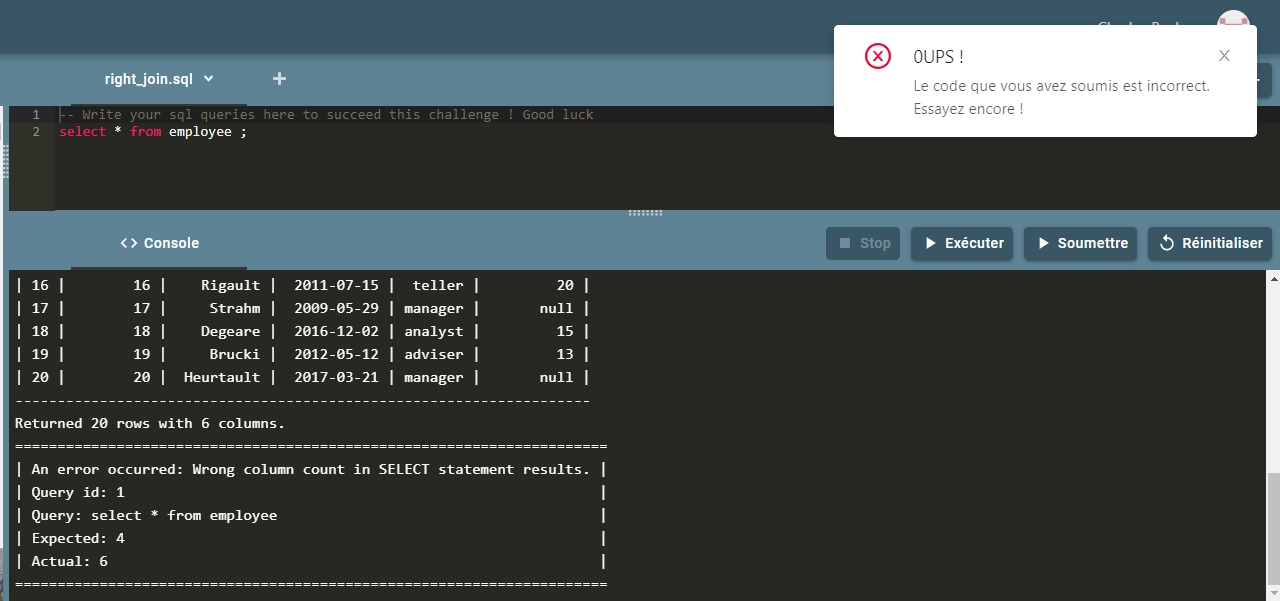 0UPS !
Le code que vous avez soumis est incorrect.
Essayez encore !
right_join.sql
1 -- Write your sql queries here to succeed this challenge ! Good luck
2 select * from employee ;
Console
Stop Exécuter Soumettre Réinitialiser
| 16 | 16 | Rigault | 2011-07-15 | teller | 20 |
| 17 | 17 | Strahm | 2009-05-29 | manager | null |
| 18 | 18 | Degeare | 2016-12-02 | analyst | 15 |
| 19 | 19 | Brucki | 2012-05-12 | adviser | 13 |
| 20 | 20 | Heurtault | 2017-03-21 | manager | null |
--------------------------------------------------------------------
Returned 20 rows with 6 columns.
======================================================================
| An error occurred: Wrong column count in SELECT statement results. |
| Query id: 1 |
| Query: select * from employee |
| Expected: 4 |
| Actual: 6 |
======================================================================